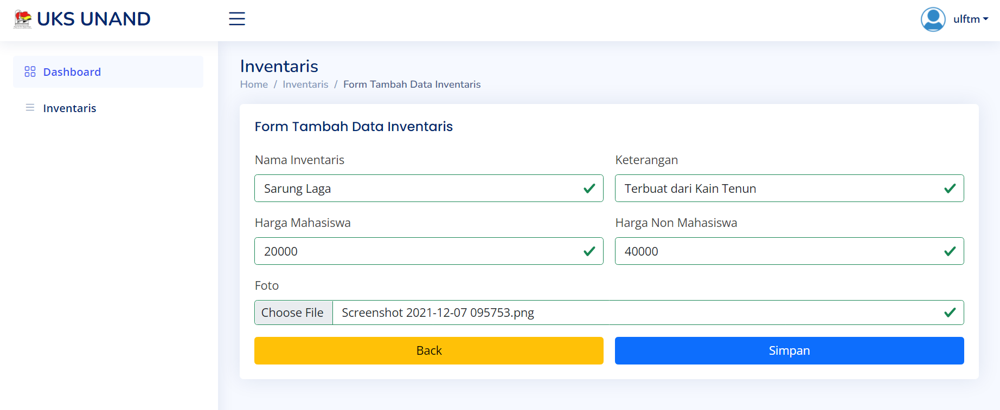 UKS UNAND
ulftm
Dashboard
Inventaris
Inventaris
Home / Inventaris / Form Tambah Data Inventaris
Form Tambah Data Inventaris
Nama Inventaris
Keterangan
Sarung Laga
Terbuat dari Kain Tenun
Harga Mahasiswa
Harga Non Mahasiswa
20000
40000
Foto
Choose File Screenshot 2021-12-07 095753.png
Back
Simpan